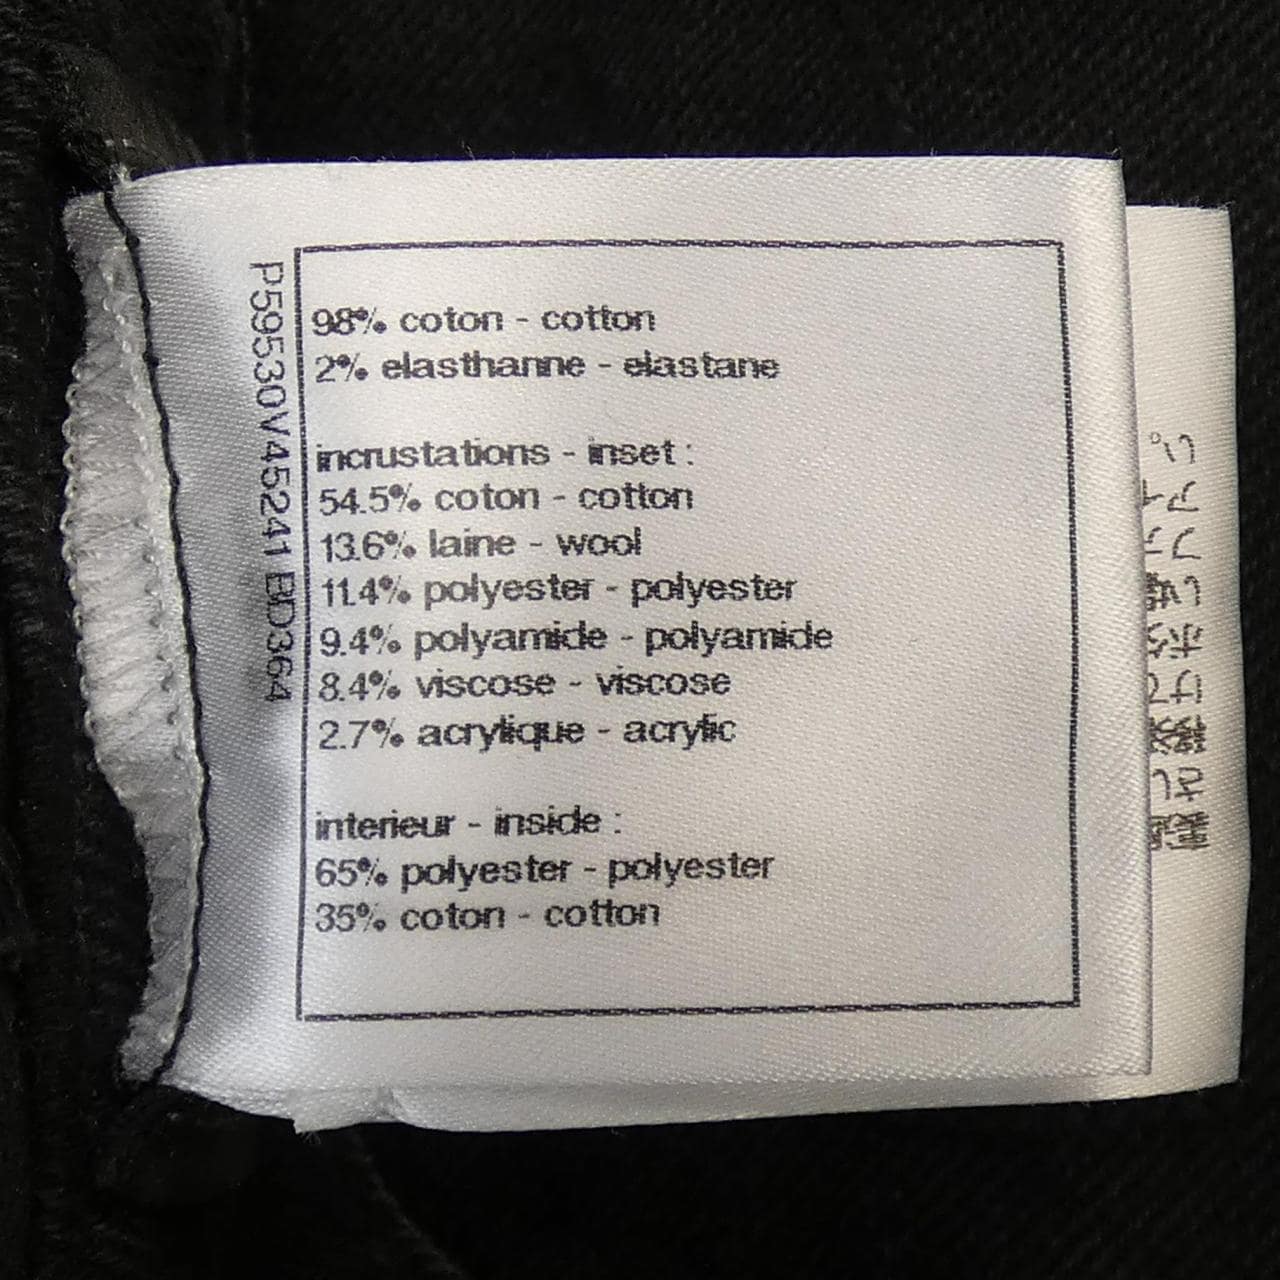 P59530V45241 BD364
98% coton - cotton
2% elasthanne - elastane
incrustations - inset :
54.5% coton - cotton
13.6% laine - wool
11.4% polyester - polyester
9.4% polyamide - polyamide
8.4% viscose - viscose
2.7% acrylique - acrylic
interieur - inside :
65% polyester - polyester
35% coton - cotton